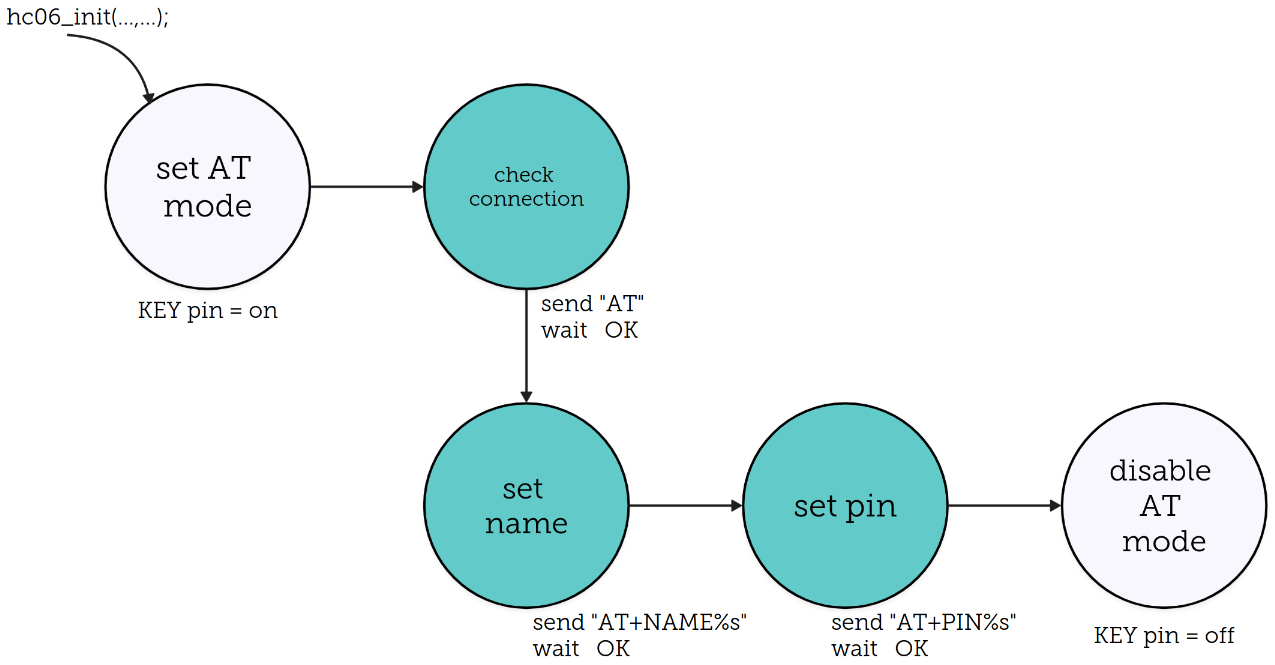 hc06_init(...,...);
set AT
mode
KEY pin = on
check
connection
send "AT"
wait OK
set
name
send "AT+NAME%s"
wait OK
set pin
send "AT+PIN%s"
wait OK
disable
AT
mode
KEY pin = off